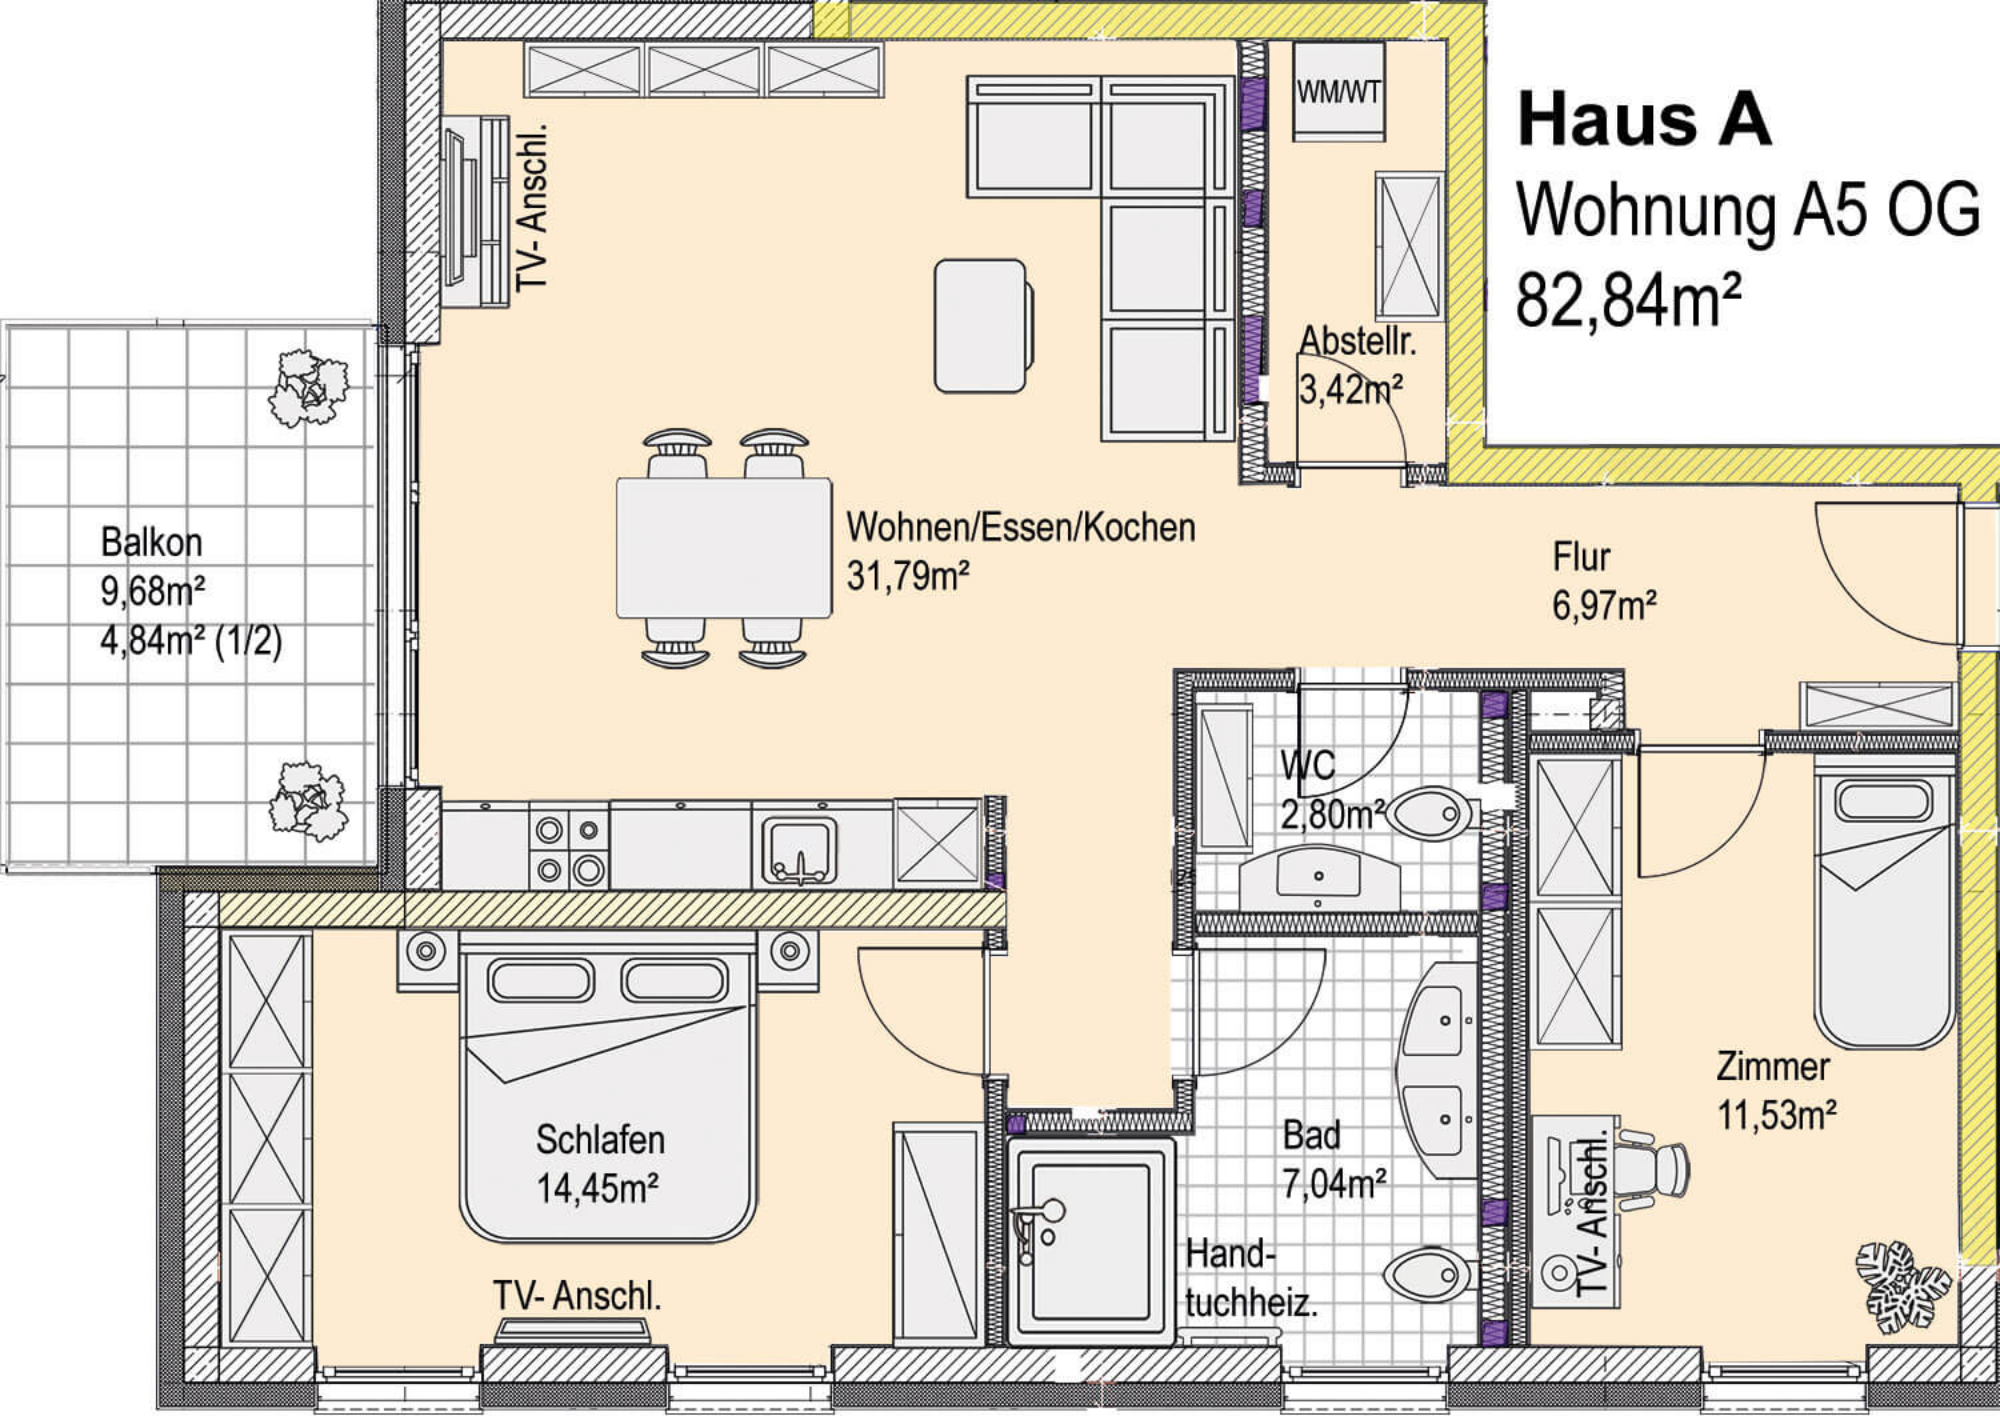 Haus A
Wohnung A5 OG
82,84m²
WM/WT
TV- Anschl.
Abstellr.
3,42m²
Balkon
9,68m²
4,84m² (1/2)
Wohnen/Essen/Kochen
31,79m²
Flur
6,97m²
WC
2,80m²
Zimmer
11,53m²
TV- Anschl.
Schlafen
14,45m²
TV- Anschl.
Bad
7,04m²
Hand-
tuchheiz.